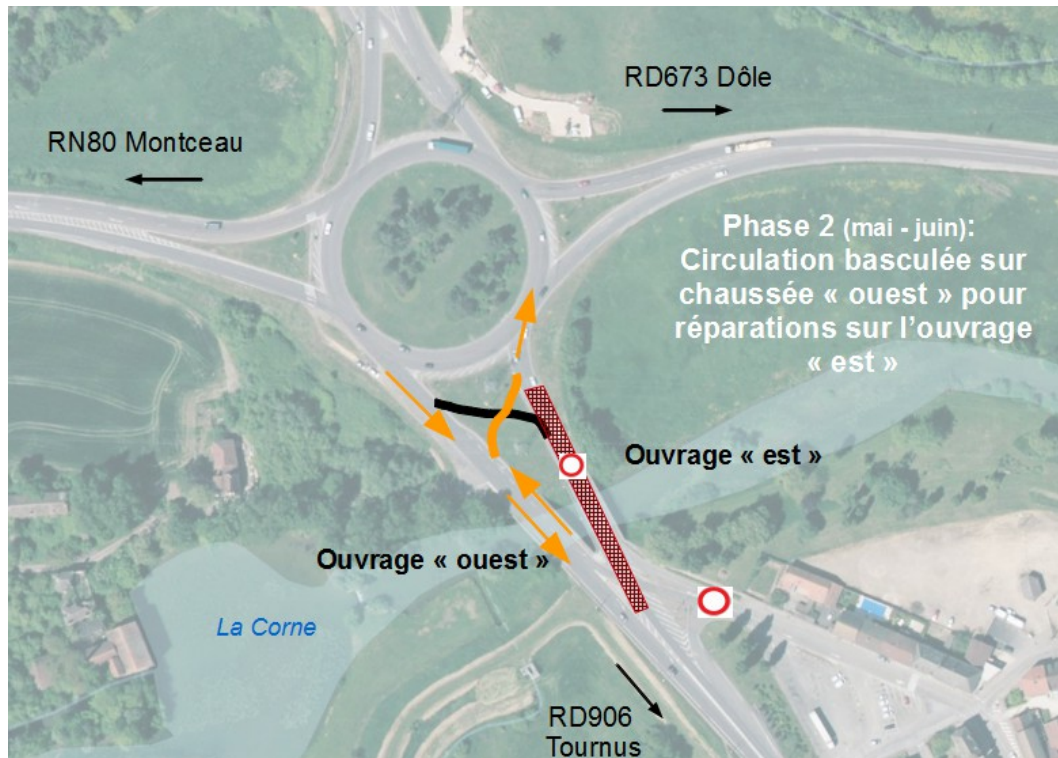 RD673 Dôle
RN80 Montceau
Phase 2 (mai - juin):
Circulation basculée sur
chaussée « ouest » pour
réparations sur l'ouvrage
« est »
Ouvrage « est »
Ouvrage « ouest »
La Corne
RD906
Tournus